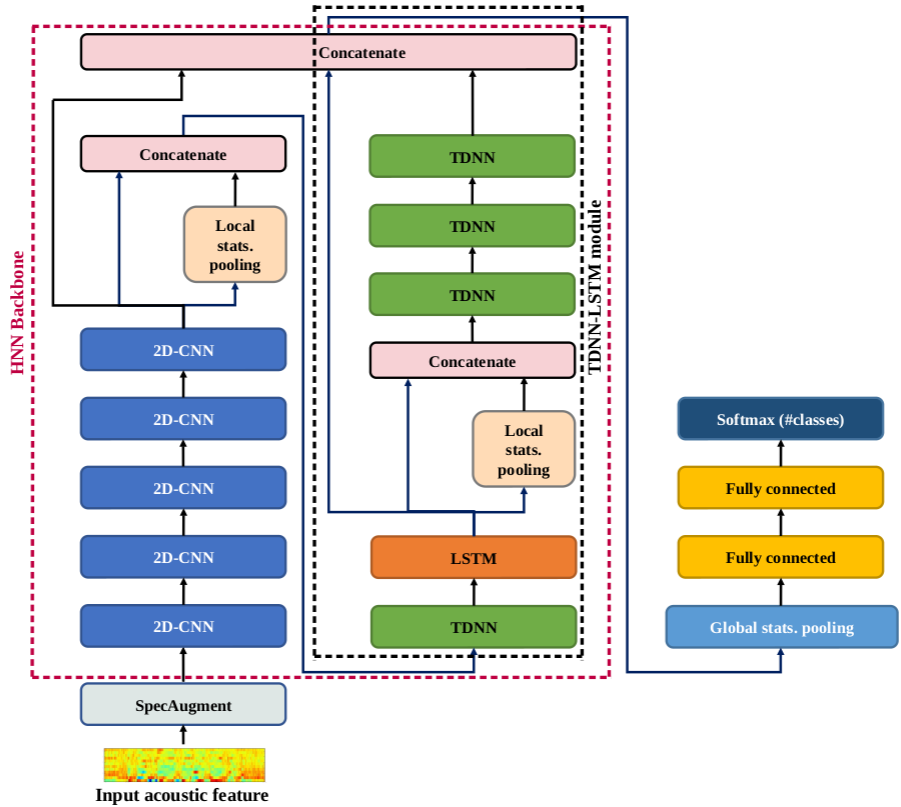 Concatenate
Concatenate
Local
stats.
pooling
2D-CNN
2D-CNN
2D-CNN
2D-CNN
2D-CNN
SpecAugment
Input acoustic feature
HNN Backbone
TDNN
TDNN
TDNN
Concatenate
Local
stats.
pooling
LSTM
TDNN
TDNN-LSTM module
Softmax (#classes)
Fully connected
Fully connected
Global stats. pooling